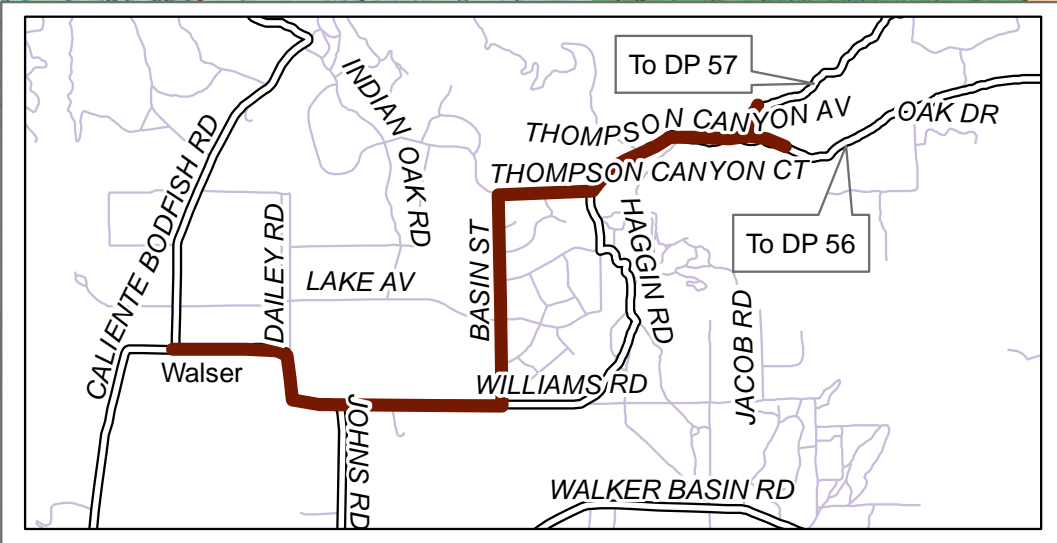 To DP 57
THOMPSON CANYON AV
OAK DR
INDIAN OAK RD
THOMPSON CANYON CT
CALIENTE BODFISH RD
DAILEY RD
HAGGIN RD
BASIN ST
To DP 56
LAKE AV
JACOB RD
Walser
WILLIAMS RD
JOHNS RD
WALKER BASIN RD